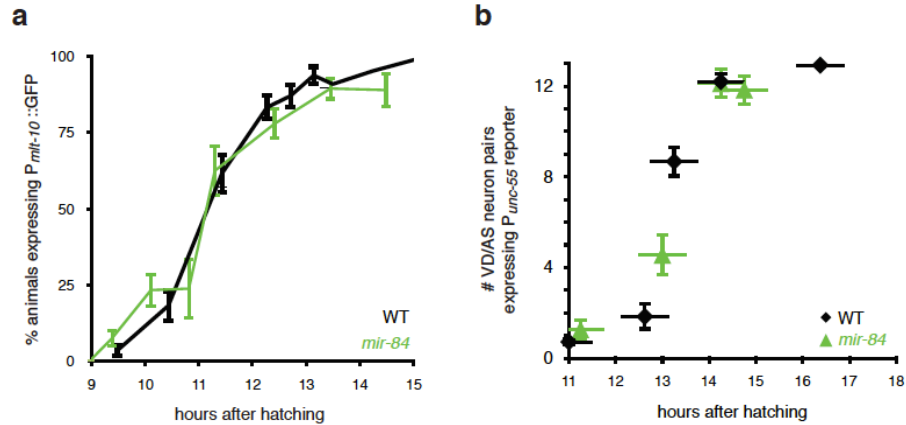 a
% animals expressing Pmlt-10 ::GFP
100
75
50
25
0
9 10 11 12 13 14 15
hours after hatching
WT
mir-84
b
# VD/AS neuron pairs
expressing Punc-55 reporter
12
8
4
0
11 12 13 14 15 16 17 18
hours after hatching
WT
mir-84